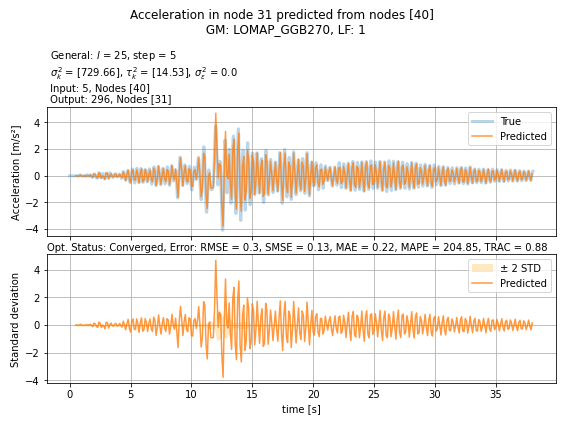 Acceleration in node 31 predicted from nodes [40]
GM: LOMAP_GGB270, LF: 1
General: l = 25, step = 5
σ²ₖ = [729.66], τ²ₖ = [14.53], σ²ε = 0.0
Input: 5, Nodes [40]
Output: 296, Nodes [31]
Acceleration [m/s²]
4
2
0
−2
−4
True
Predicted
Opt. Status: Converged, Error: RMSE = 0.3, SMSE = 0.13, MAE = 0.22, MAPE = 204.85, TRAC = 0.88
Standard deviation
4
2
0
−2
−4
± 2 STD
Predicted
0 5 10 15 20 25 30 35
time [s]